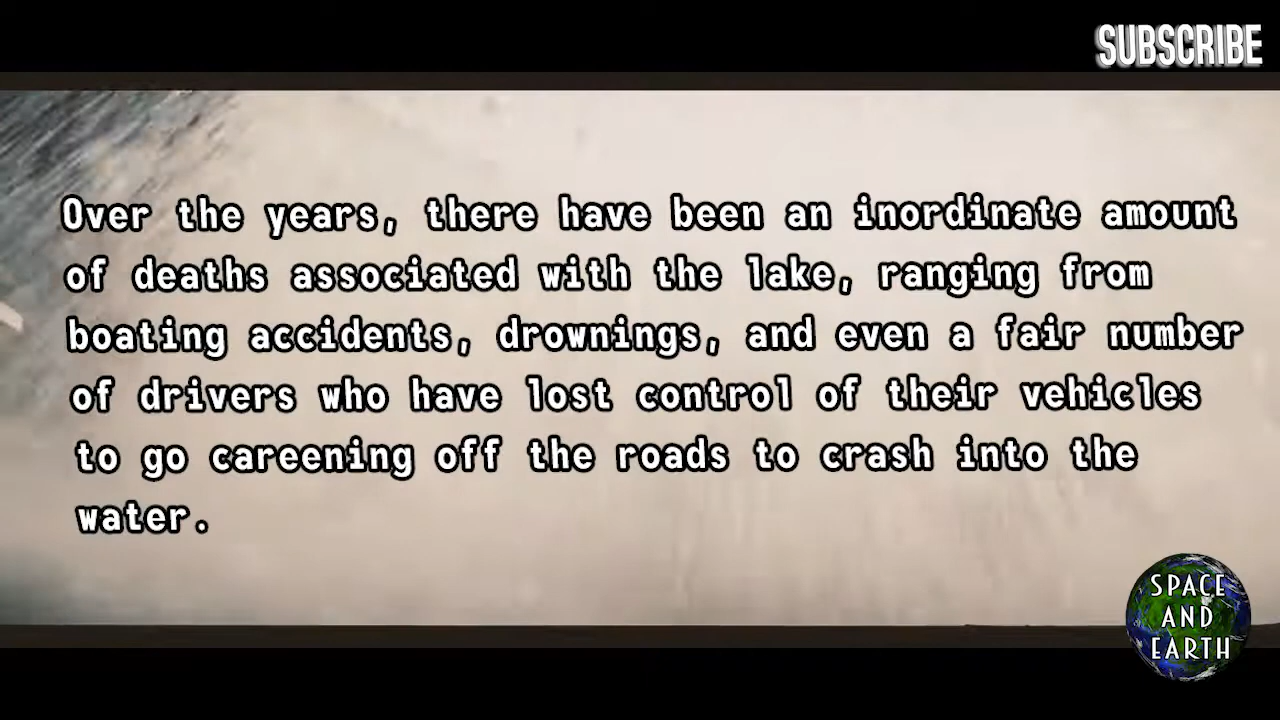 SUBSCRIBE
Over the years, there have been an inordinate amount
of deaths associated with the lake, ranging from
boating accidents, drownings, and even a fair number
of drivers who have lost control of their vehicles
to go careening off the roads to crash into the
water.
SPACE
AND
EARTH